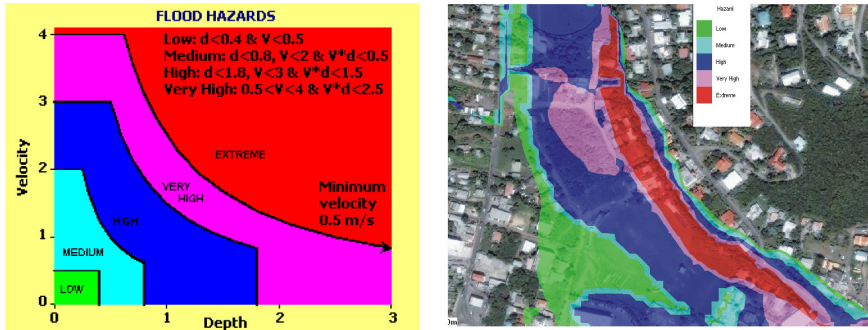 FLOOD HAZARDS
Low: d<0.4 & V<0.5
Medium: d<0.8, V<2 & V*d<0.5
High: d<1.8, V<3 & V*d<1.5
Very High: 0.5<V<4 & V*d<2.5
EXTREME
VERY
HIGH
HIGH
MEDIUM
LOW
Minimum
velocity
0.5 m/s
Velocity
4
3
2
1
0
0
1
2
3
Depth
Hazard
Low
Medium
High
Very High
Extreme